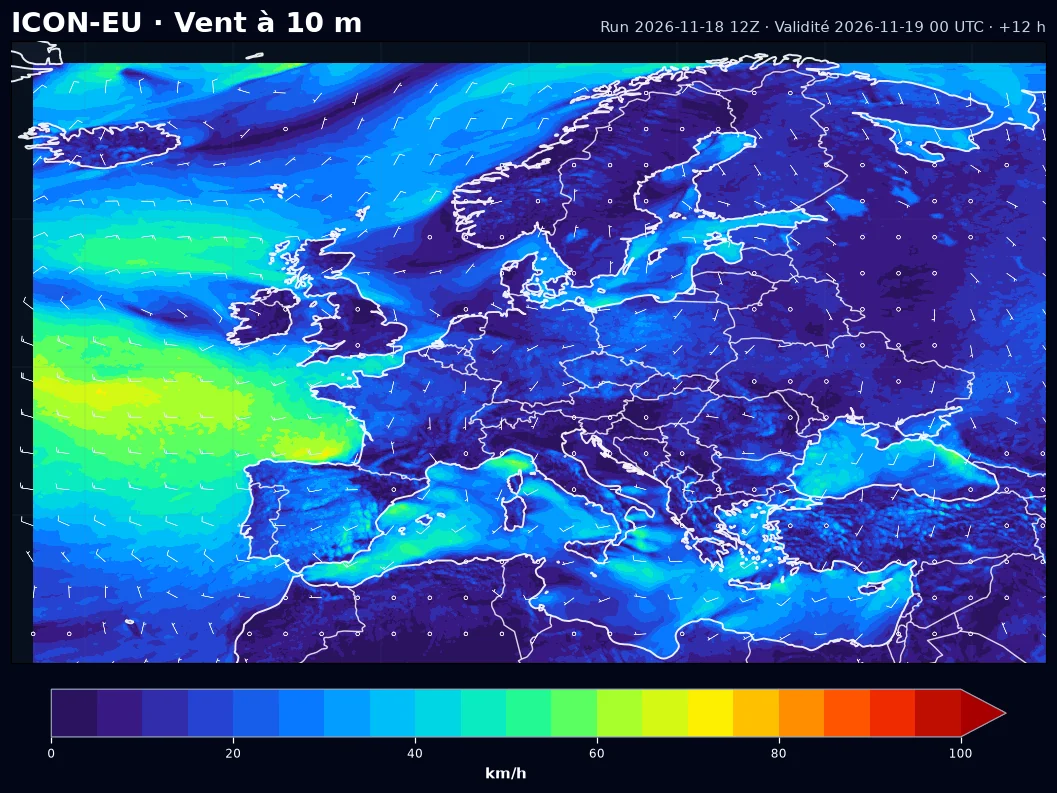 ICON-EU · Vent à 10 m
Run 2026-11-18 12Z · Validité 2026-11-19 00 UTC · +12 h
0 20 40 60 80 100
km/h